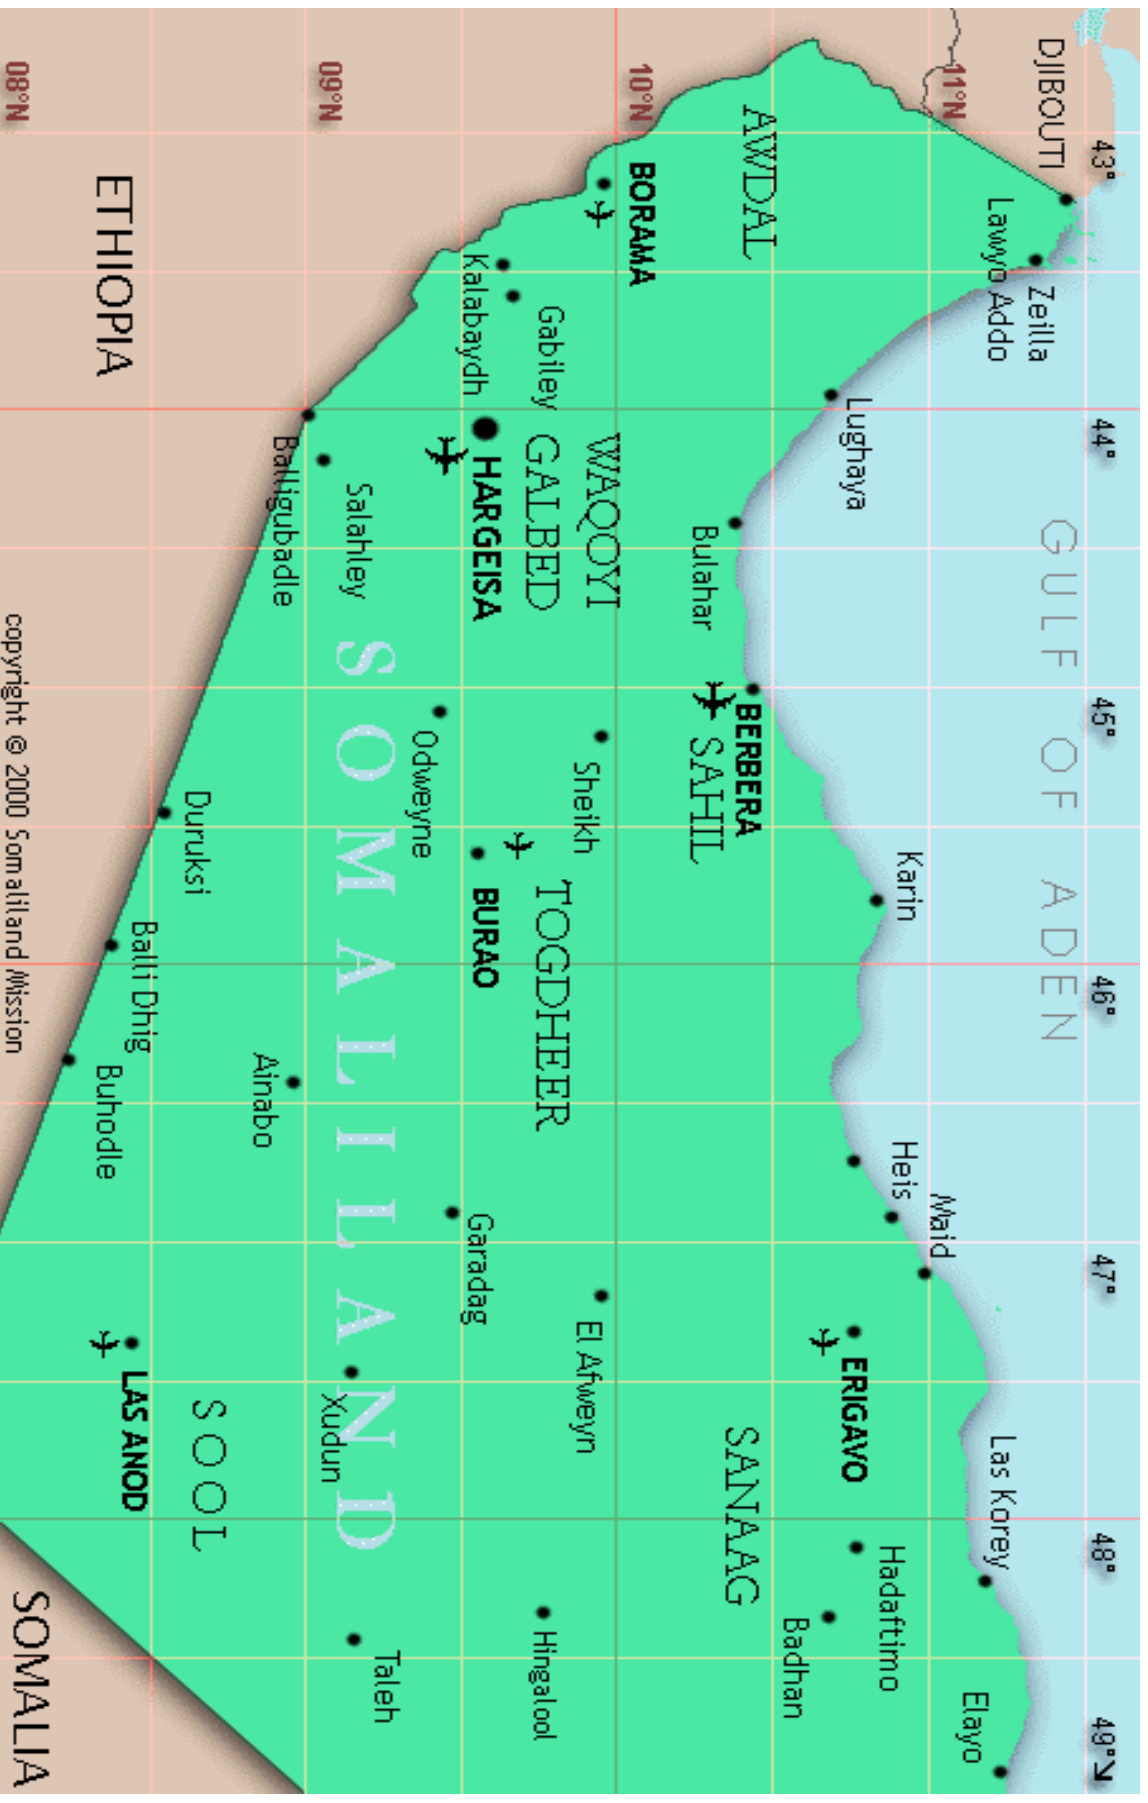 43°
44°
45°
46°
47°
48°
49°
DJIBOUTI
11°N
10°N
09°N
08°N
GULF OF ADEN
Lawyo Addo
Zeilla
Lughaya
Bulahar
BERBERA
SAHIL
Karin
Heis
Maid
Las Korey
Elayo
AWDAL
BORAMA
Gabiley
Kalabaydh
WAQOYI
GALBED
HARGEISA
Salahley
Balligubadle
Sheikh
Odweyne
TOGDHEER
BURAO
ERIGAVO
SANAAG
Hadaftimo
Badhan
El Afweyn
Hingalool
Garadag
SOMALILAND
Xudun
Taleh
Ainabo
Duruksi
Balli Dhig
Buhodle
SOOL
LAS ANOD
ETHIOPIA
SOMALIA
copyright © 2000 Somaliland Mission